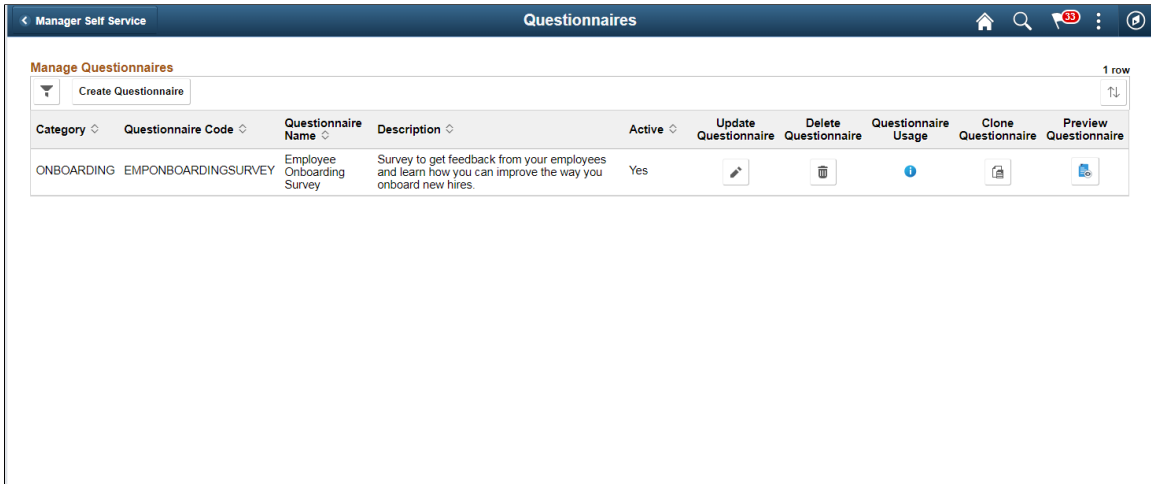 Manager Self Service
Questionnaires
33
Manage Questionnaires
1 row
Create Questionnaire
Category
Questionnaire Code
Questionnaire
Name
Description
Active
Update
Questionnaire
Delete
Questionnaire
Questionnaire
Usage
Clone
Questionnaire
Preview
Questionnaire
ONBOARDING
EMPONBOARDINGSURVEY
Employee
Onboarding
Survey
Survey to get feedback from your employees
and learn how you can improve the way you
onboard new hires.
Yes